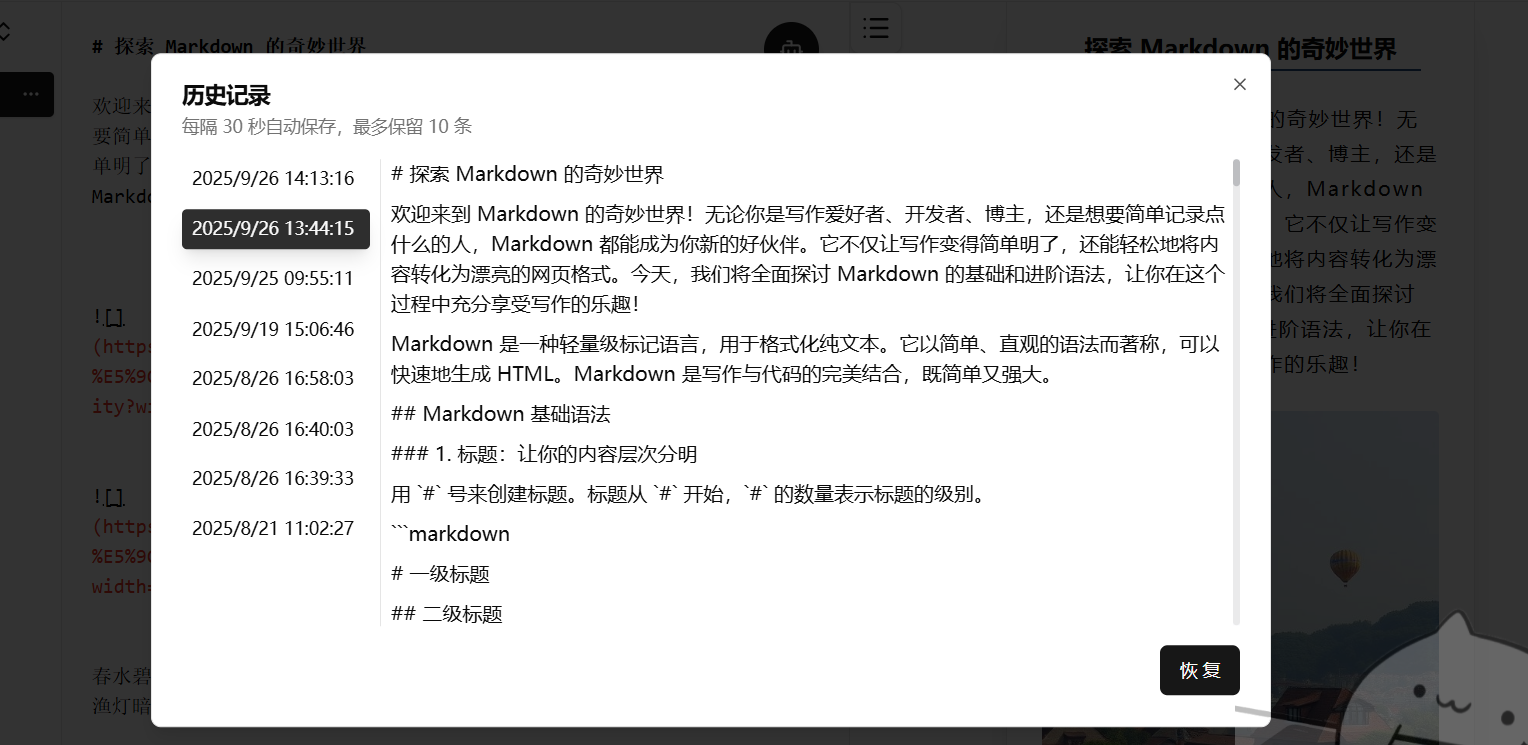 # 探索 Markdown 的奇妙世界
探索 Markdown 的奇妙世界
历史记录
每隔 30 秒自动保存，最多保留 10 条
2025/9/26 14:13:16
2025/9/26 13:44:15
2025/9/25 09:55:11
2025/9/19 15:06:46
2025/8/26 16:58:03
2025/8/26 16:40:03
2025/8/26 16:39:33
2025/8/21 11:02:27
# 探索 Markdown 的奇妙世界
欢迎来到 Markdown 的奇妙世界！无论你是写作爱好者、开发者、博主，还是想要简单记录点
什么的人，Markdown 都能成为你新的好伙伴。它不仅让写作变得简单明了，还能轻松地将内
容转化为漂亮的网页格式。今天，我们将全面探讨 Markdown 的基础和进阶语法，让你在这个
过程中充分享受写作的乐趣！
Markdown 是一种轻量级标记语言，用于格式化纯文本。它以简单、直观的语法而著称，可以
快速地生成 HTML。Markdown 是写作与代码的完美结合，既简单又强大。
## Markdown 基础语法
### 1. 标题：让你的内容层次分明
用 `#` 号来创建标题。标题从 `#` 开始，`#` 的数量表示标题的级别。
```markdown
# 一级标题
## 二级标题
恢复
欢迎来
要简单
单明了
Markdo
![]
(https
%E5%90
ity?wi
![]
(https
%E5%90
width=
春水碧
渔灯暗
的奇妙世界！无
发者、博主，还是
人，Markdown
它不仅让写作变
地将内容转化为漂
我们将全面探讨
进阶语法，让你在
作的乐趣！